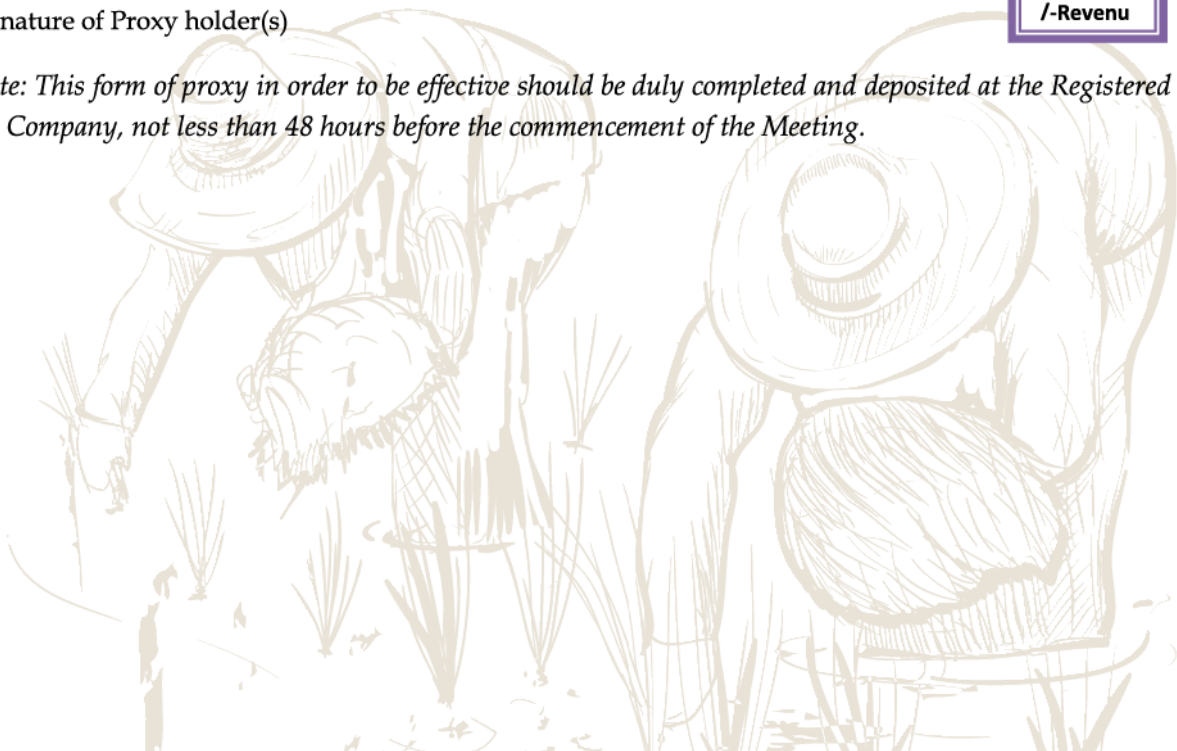 nature of Proxy holder(s)
/-Revenu
te: This form of proxy in order to be effective should be duly completed and deposited at the Registered
Company, not less than 48 hours before the commencement of the Meeting.